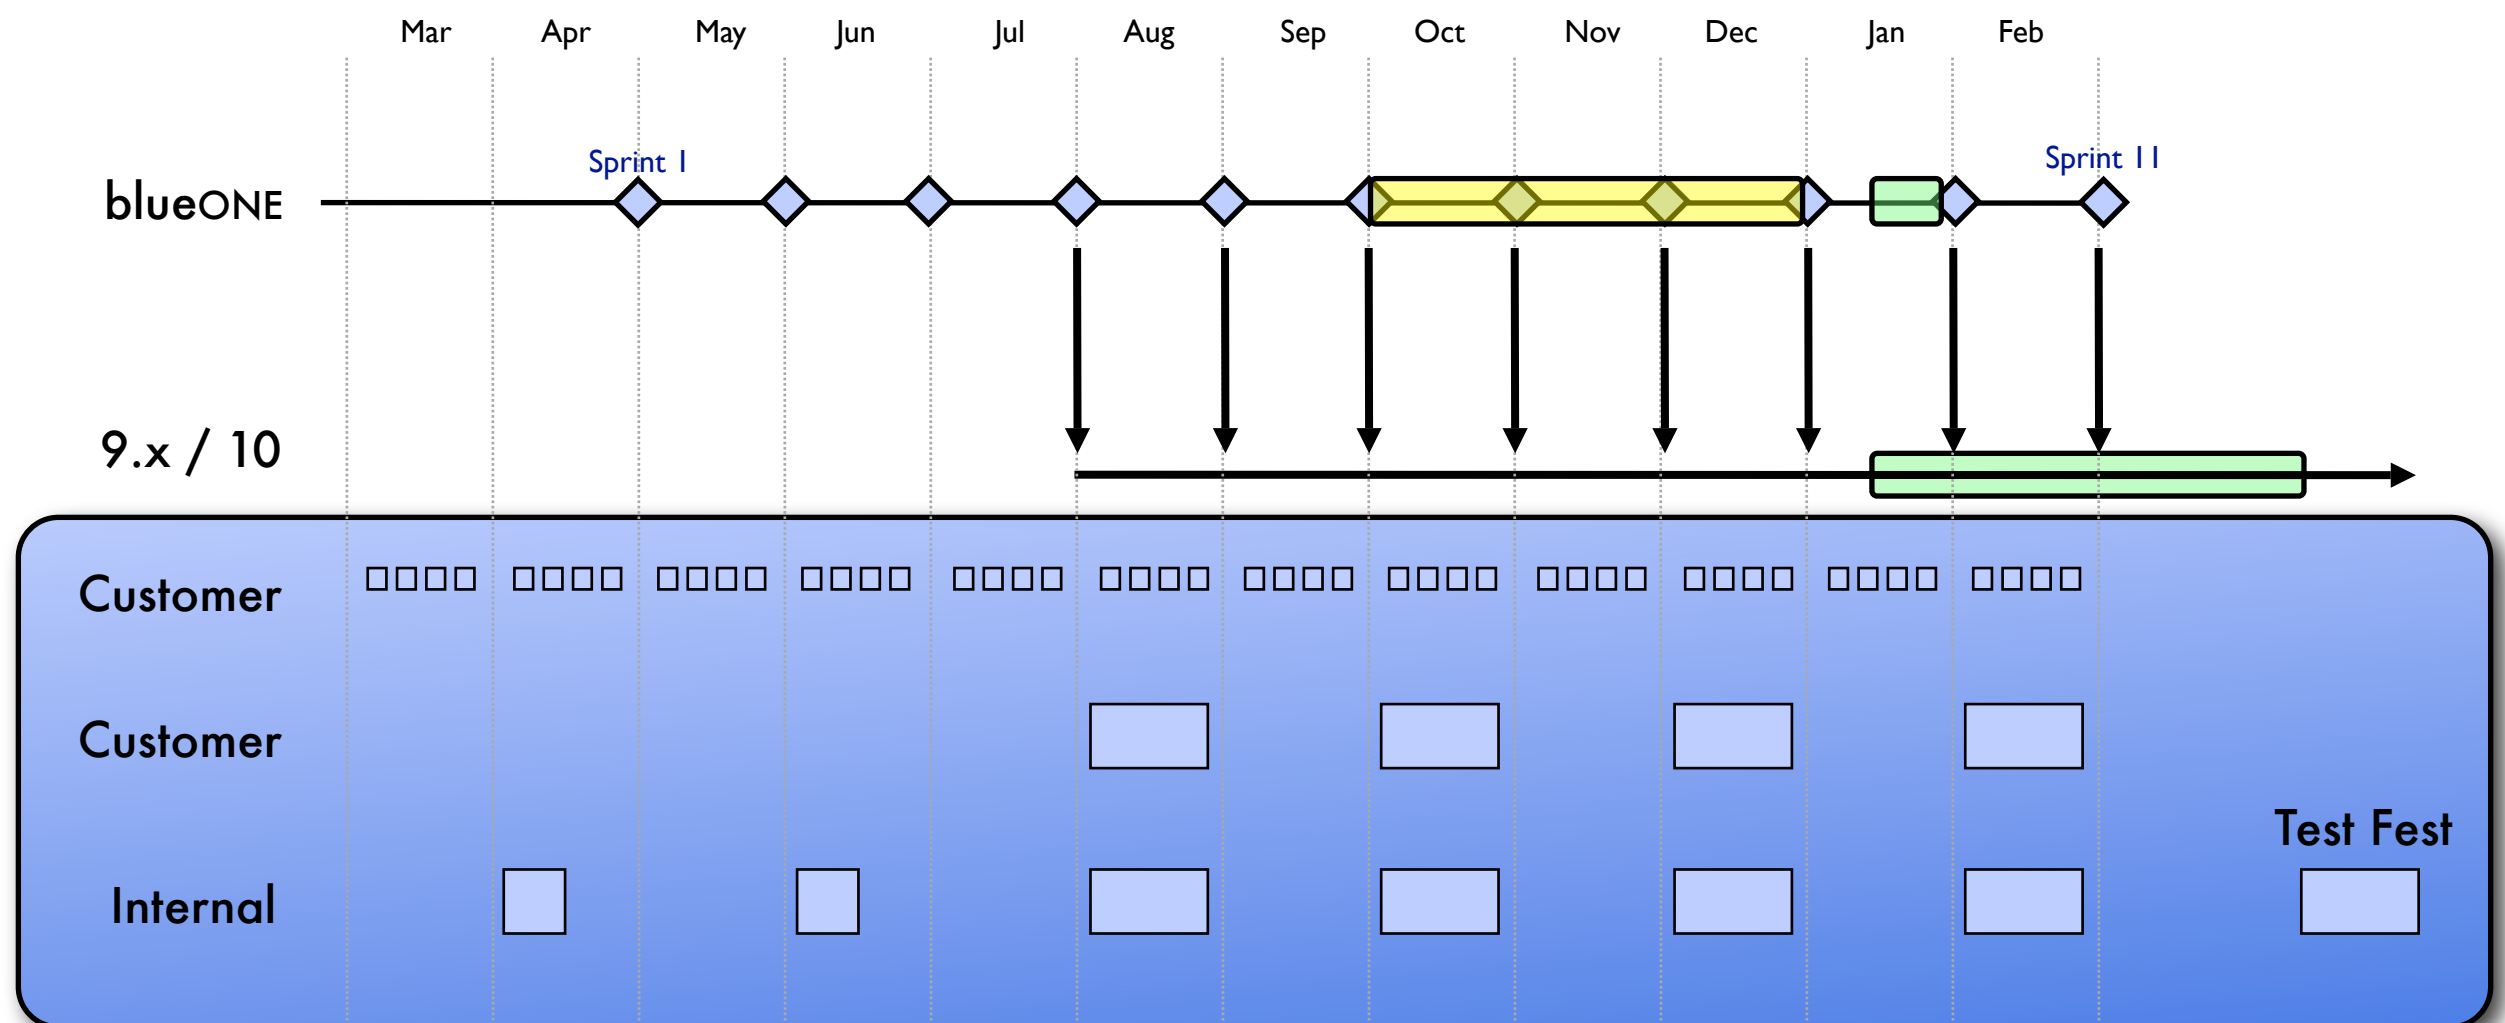 Mar Apr May Jun Jul Aug Sep Oct Nov Dec Jan Feb
Sprint 1 Sprint 11
blueONE
9.x / 10
Customer
Customer
Test Fest
Internal